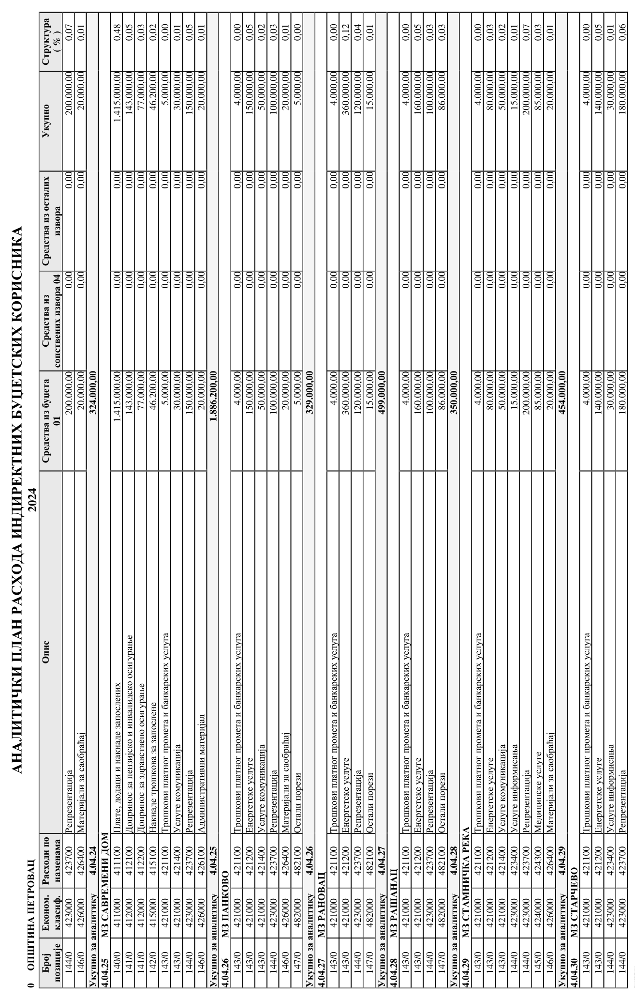 АНАЛИТИЧКИ ПЛАН РАСХОДА ИНДИРЕКТНИХ БУЏЕТСКИХ КОРИСНИКА
2024
0 ОПШТИНА ПЕТРОВАЦ
Број позиције Економ. класиф. Расходи по наменама Опис Средства из буџета 01 Средства из сопствених извора 04 Средства из осталих извора Укупно Структура ( % )
144/0 423000 423700 Репрезентација 200.000,00 0,00 0,00 200.000,00 0,07
146/0 426000 426400 Материјали за саобраћај 20.000,00 0,00 0,00 20.000,00 0,01
Укупно за аналитику 4.04.24 324.000,00
4.04.25 МЗ САВРЕМЕНИ ДОМ
140/0 411000 411100 Плате, додаци и накнаде запослених 1.415.000,00 0,00 0,00 1.415.000,00 0,48
141/0 412000 412100 Допринос за пензијско и инвалидско осигурање 143.000,00 0,00 0,00 143.000,00 0,05
141/0 412000 412200 Допринос за здравствено осигурање 77.000,00 0,00 0,00 77.000,00 0,03
142/0 415000 415100 Накнаде трошкова за запослене 46.200,00 0,00 0,00 46.200,00 0,02
143/0 421000 421100 Трошкови платног промета и банкарских услуга 5.000,00 0,00 0,00 5.000,00 0,00
143/0 421000 421400 Услуге комуникација 30.000,00 0,00 0,00 30.000,00 0,01
144/0 423000 423700 Репрезентација 150.000,00 0,00 0,00 150.000,00 0,05
146/0 426000 426100 Административни материјал 20.000,00 0,00 0,00 20.000,00 0,01
Укупно за аналитику 4.04.25 1.886.200,00
4.04.26 МЗ ПАНКОВО
143/0 421000 421100 Трошкови платног промета и банкарских услуга 4.000,00 0,00 0,00 4.000,00 0,00
143/0 421000 421200 Енергетске услуге 150.000,00 0,00 0,00 150.000,00 0,05
143/0 421000 421400 Услуге комуникација 50.000,00 0,00 0,00 50.000,00 0,02
144/0 423000 423700 Репрезентација 100.000,00 0,00 0,00 100.000,00 0,03
146/0 426000 426400 Материјали за саобраћај 20.000,00 0,00 0,00 20.000,00 0,01
147/0 482000 482100 Остали порези 5.000,00 0,00 0,00 5.000,00 0,00
Укупно за аналитику 4.04.26 329.000,00
4.04.27 МЗ РАНОВАЦ
143/0 421000 421100 Трошкови платног промета и банкарских услуга 4.000,00 0,00 0,00 4.000,00 0,00
143/0 421000 421200 Енергетске услуге 360.000,00 0,00 0,00 360.000,00 0,12
144/0 423000 423700 Репрезентација 120.000,00 0,00 0,00 120.000,00 0,04
147/0 482000 482100 Остали порези 15.000,00 0,00 0,00 15.000,00 0,01
Укупно за аналитику 4.04.27 499.000,00
4.04.28 МЗ РАШАНАЦ
143/0 421000 421100 Трошкови платног промета и банкарских услуга 4.000,00 0,00 0,00 4.000,00 0,00
143/0 421000 421200 Енергетске услуге 160.000,00 0,00 0,00 160.000,00 0,05
144/0 423000 423700 Репрезентација 100.000,00 0,00 0,00 100.000,00 0,03
147/0 482000 482100 Остали порези 86.000,00 0,00 0,00 86.000,00 0,03
Укупно за аналитику 4.04.28 350.000,00
4.04.29 МЗ СТАМНИЧКА РЕКА
143/0 421000 421100 Трошкови платног промета и банкарских услуга 4.000,00 0,00 0,00 4.000,00 0,00
143/0 421000 421200 Енергетске услуге 80.000,00 0,00 0,00 80.000,00 0,03
143/0 421000 421400 Услуге комуникација 50.000,00 0,00 0,00 50.000,00 0,02
144/0 423000 423400 Услуге информисања 15.000,00 0,00 0,00 15.000,00 0,01
144/0 423000 423700 Репрезентација 200.000,00 0,00 0,00 200.000,00 0,07
145/0 424000 424300 Медицинске услуге 85.000,00 0,00 0,00 85.000,00 0,03
146/0 426000 426400 Материјали за саобраћај 20.000,00 0,00 0,00 20.000,00 0,01
Укупно за аналитику 4.04.29 454.000,00
4.04.30 МЗ СТАРЧЕВО
143/0 421000 421100 Трошкови платног промета и банкарских услуга 4.000,00 0,00 0,00 4.000,00 0,00
143/0 421000 421200 Енергетске услуге 140.000,00 0,00 0,00 140.000,00 0,05
144/0 423000 423400 Услуге информисања 30.000,00 0,00 0,00 30.000,00 0,01
144/0 423000 423700 Репрезентација 180.000,00 0,00 0,00 180.000,00 0,06